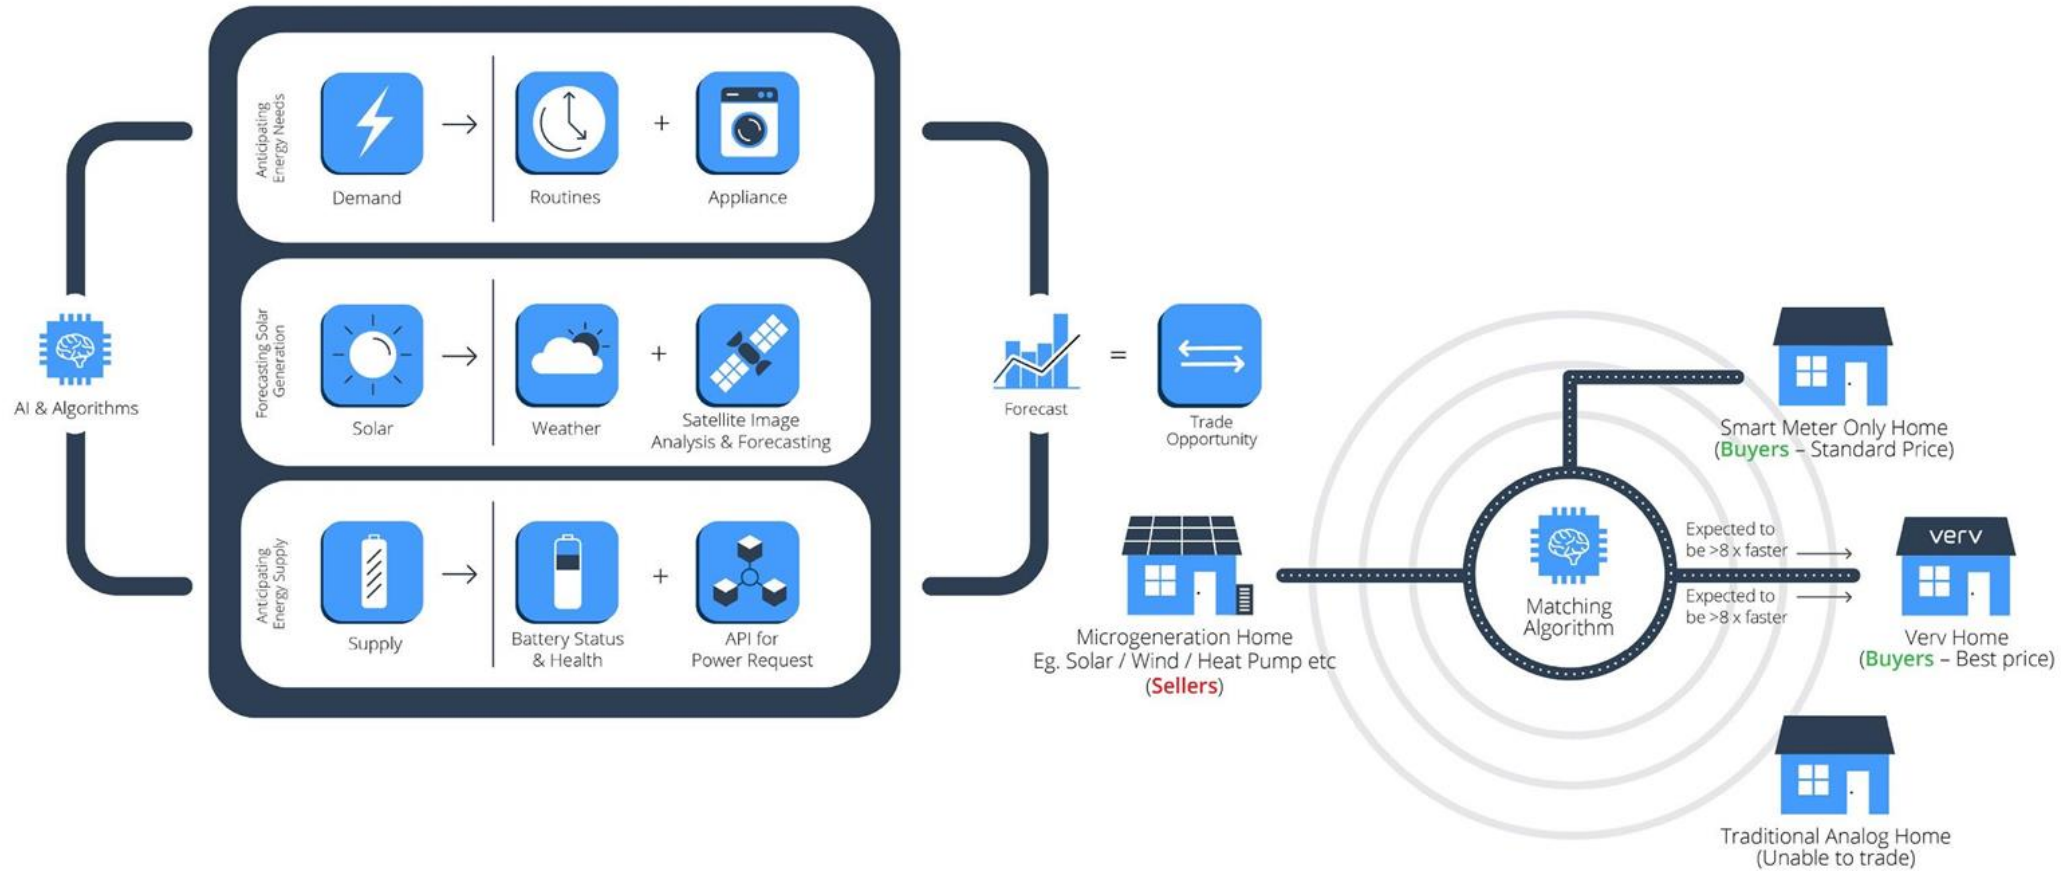 Anticipating
Energy Needs
Demand
Routines
+
Appliance
Forecasting Solar
Generation
Solar
Weather
+
Satellite Image
Analysis & Forecasting
Anticipating
Energy Supply
Supply
Battery Status
& Health
+
API for
Power Request
AI & Algorithms
Forecast
=
Trade
Opportunity
Microgeneration Home
Eg. Solar / Wind / Heat Pump etc
(Sellers)
Matching
Algorithm
Smart Meter Only Home
(Buyers – Standard Price)
Expected to
be >8 x faster
Expected to
be >8 x faster
verv
Verv Home
(Buyers – Best price)
Traditional Analog Home
(Unable to trade)